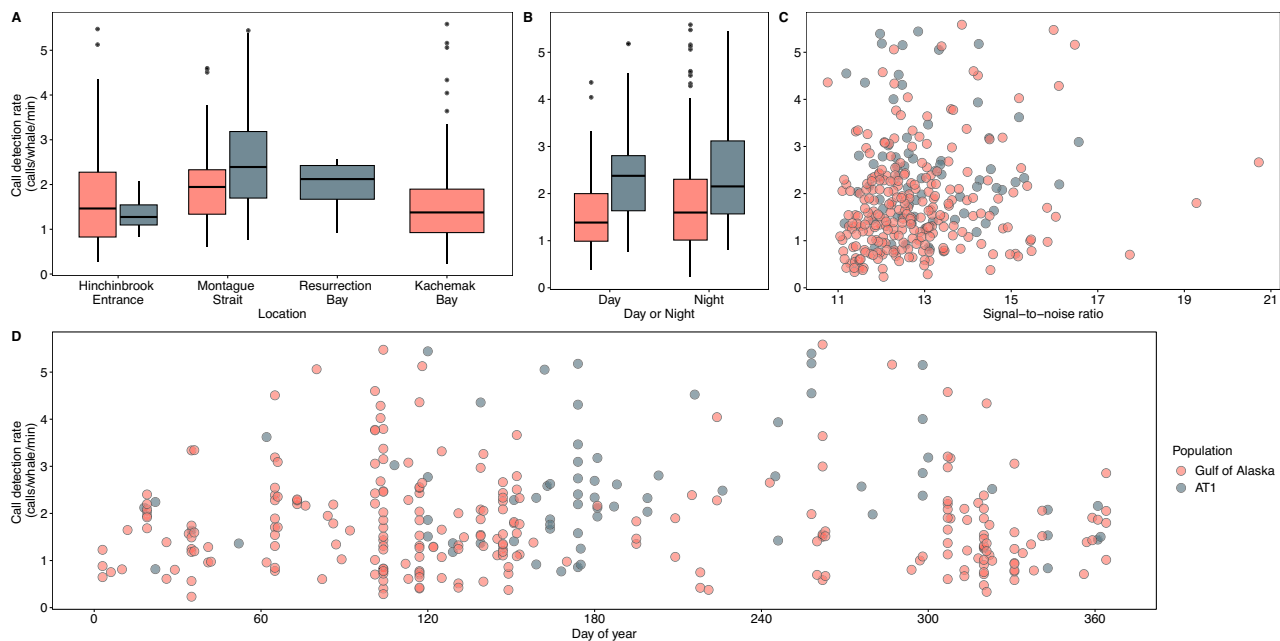 A
Call detection rate
(calls/whale/min)
5
4
3
2
1
0
Hinchinbrook
Entrance
Montague
Strait
Resurrection
Bay
Kachemak
Bay
Location
B
5
4
3
2
1
0
Day
Night
Day or Night
C
5
4
3
2
1
0
11
13
15
17
19
21
Signal−to−noise ratio
D
Call detection rate
(calls/whale/min)
5
4
3
2
1
0
0
60
120
180
240
300
360
Day of year
Population
Gulf of Alaska
AT1